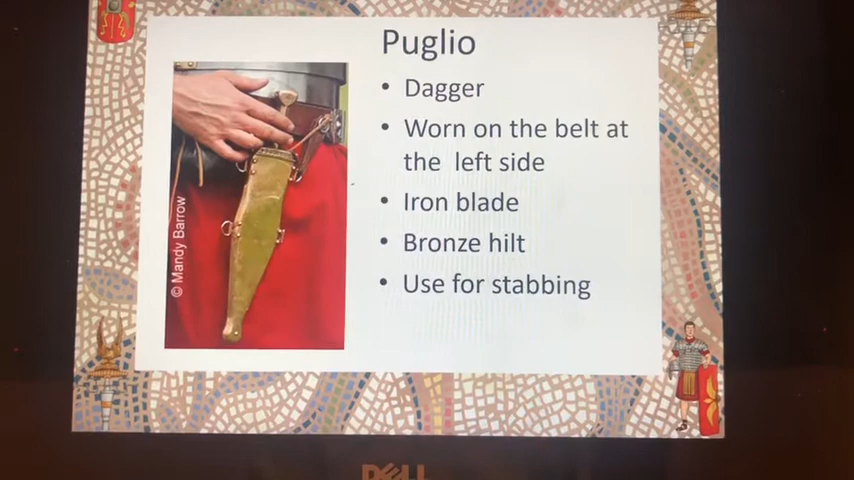 Puglio
• Dagger
• Worn on the belt at
the left side
• Iron blade
• Bronze hilt
• Use for stabbing
© Mandy Barrow
DELL